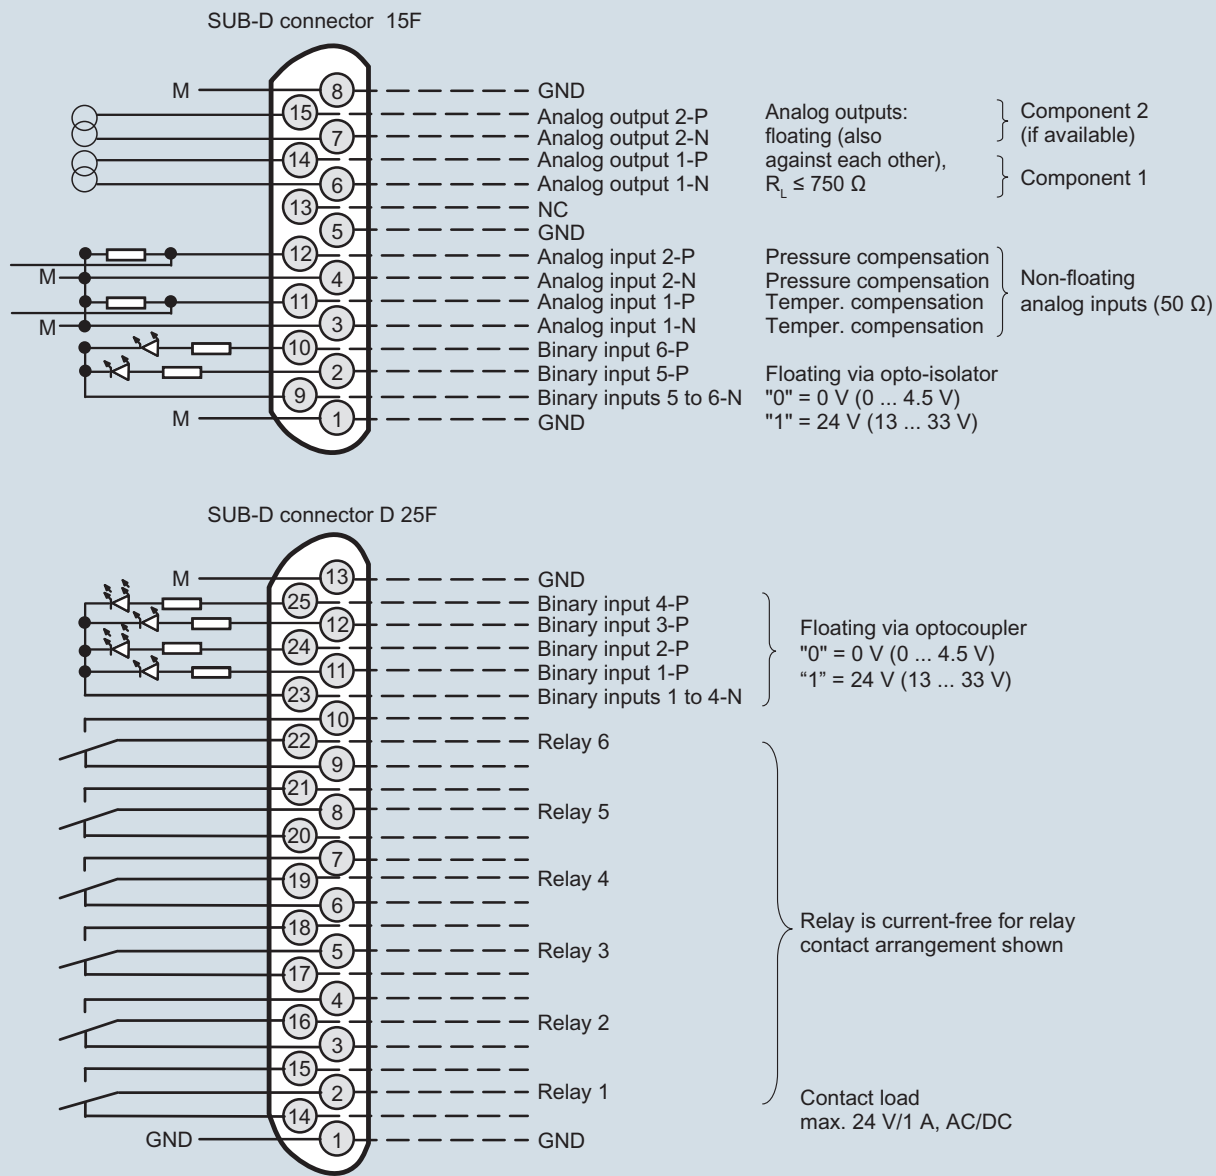 SUB-D connector 15F
M 8 GND
15 Analog output 2-P Analog outputs: Component 2
7 Analog output 2-N floating (also (if available)
14 Analog output 1-P against each other),
6 Analog output 1-N R_L ≤ 750 Ω Component 1
13 NC
5 GND
12 Analog input 2-P Pressure compensation
M 4 Analog input 2-N Pressure compensation Non-floating
11 Analog input 1-P Temper. compensation analog inputs (50 Ω)
M 3 Analog input 1-N Temper. compensation
10 Binary input 6-P
2 Binary input 5-P Floating via opto-isolator
9 Binary inputs 5 to 6-N "0" = 0 V (0 ... 4.5 V)
M 1 GND "1" = 24 V (13 ... 33 V)
SUB-D connector D 25F
M 13 GND
25 Binary input 4-P
12 Binary input 3-P Floating via optocoupler
24 Binary input 2-P "0" = 0 V (0 ... 4.5 V)
11 Binary input 1-P “1” = 24 V (13 ... 33 V)
23 Binary inputs 1 to 4-N
10
22 Relay 6
9
21
8 Relay 5
20
7
19 Relay 4
6
18 Relay is current-free for relay
5 Relay 3 contact arrangement shown
17
4
16 Relay 2
3
15
2 Relay 1 Contact load
14 max. 24 V/1 A, AC/DC
GND 1 GND